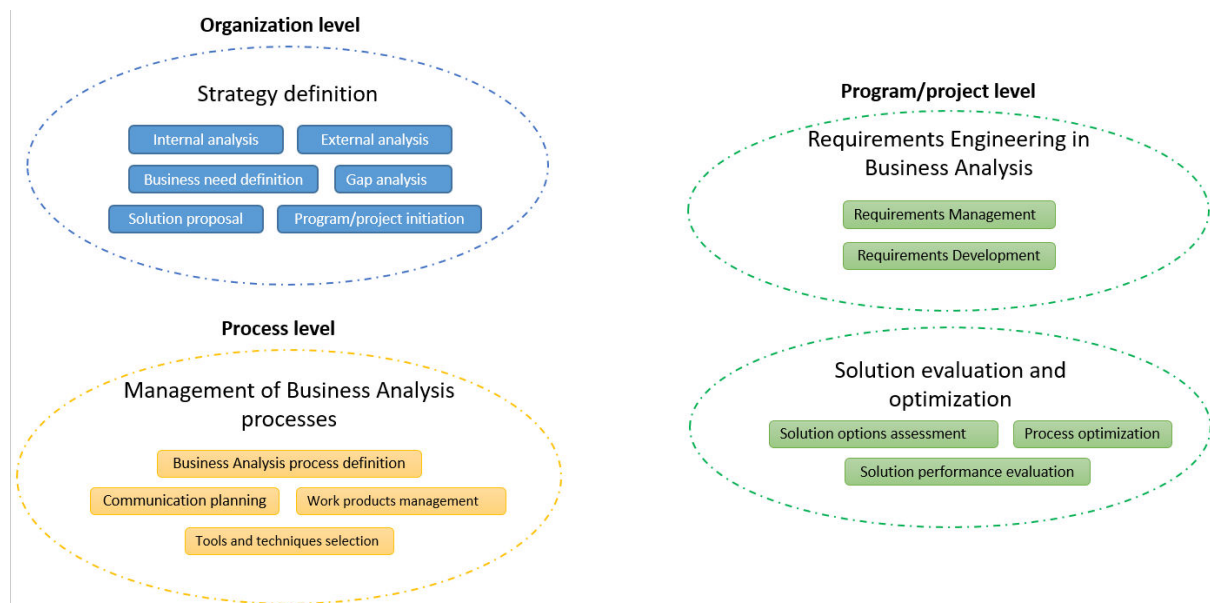 Organization level
Strategy definition
Internal analysis
External analysis
Business need definition
Gap analysis
Solution proposal
Program/project initiation
Process level
Management of Business Analysis
processes
Business Analysis process definition
Communication planning
Work products management
Tools and techniques selection
Program/project level
Requirements Engineering in
Business Analysis
Requirements Management
Requirements Development
Solution evaluation and
optimization
Solution options assessment
Process optimization
Solution performance evaluation